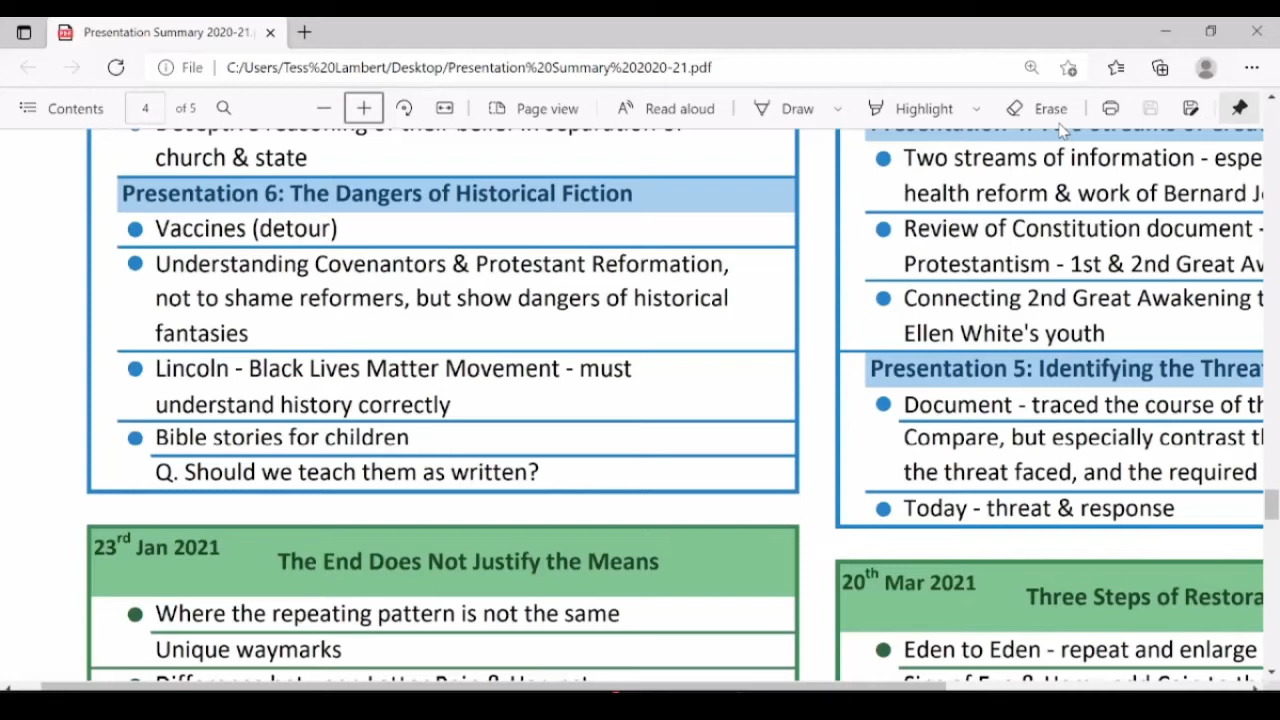 Presentation Summary 2020-21.
File
C:/Users/Tess%20Lambert/Desktop/Presentation%20Summary%202020-21.pdf
Contents
4
of 5
Page view
Read aloud
Draw
Highlight
Erase
church & state
Presentation 6: The Dangers of Historical Fiction
Vaccines (detour)
Understanding Covenantors & Protestant Reformation,
not to shame reformers, but show dangers of historical
fantasies
Lincoln - Black Lives Matter Movement - must
understand history correctly
Bible stories for children
Q. Should we teach them as written?
23rd Jan 2021
The End Does Not Justify the Means
Where the repeating pattern is not the same
Unique waymarks
Two streams of information - espe
health reform & work of Bernard J
Review of Constitution document -
Protestantism - 1st & 2nd Great Aw
Connecting 2nd Great Awakening t
Ellen White's youth
Presentation 5: Identifying the Threa
Document - traced the course of th
Compare, but especially contrast th
the threat faced, and the required
Today - threat & response
20th Mar 2021
Three Steps of Restora
Eden to Eden - repeat and enlarge